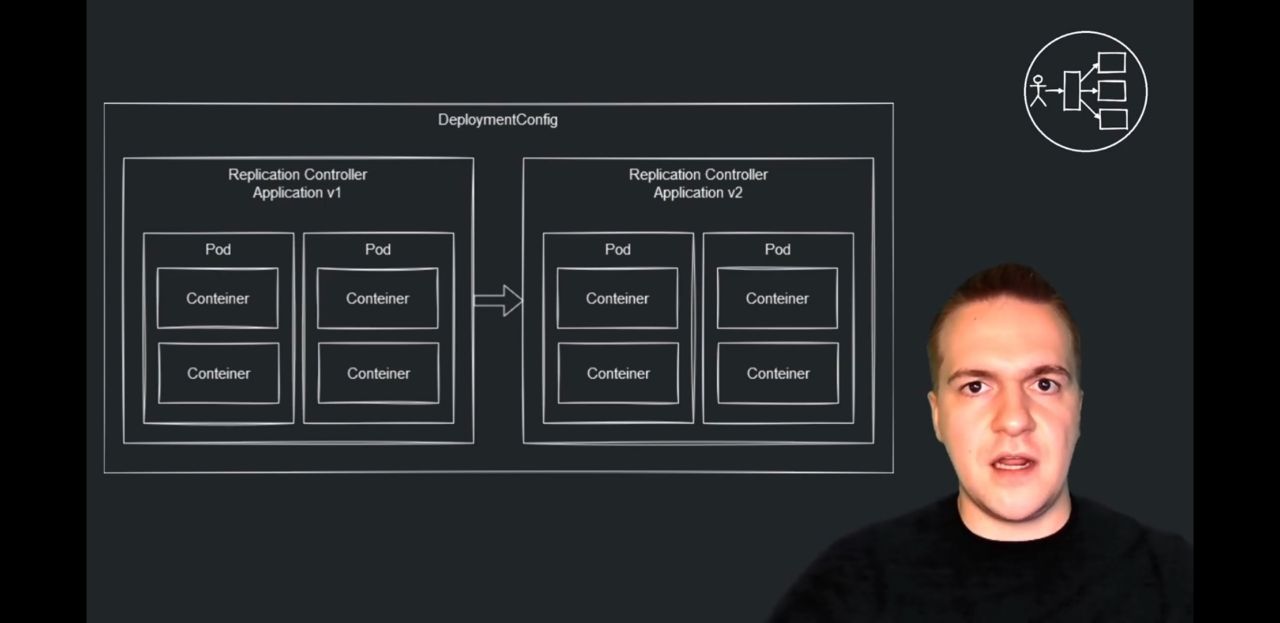 DeploymentConfig
Replication Controller
Application v1
Pod
Conteiner
Conteiner
Pod
Conteiner
Conteiner
Replication Controller
Application v2
Pod
Conteiner
Conteiner
Pod
Conteiner
Conteiner